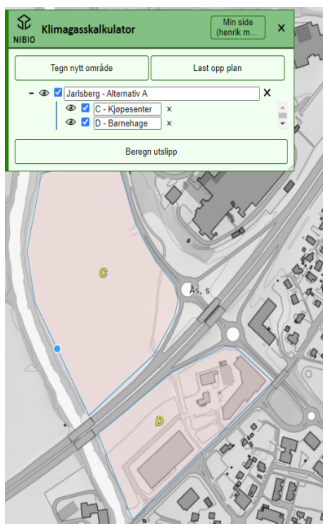 NIBIO
Klimagasskalkulator
Min side
(henrik m...
x
Tegn nytt område
Last opp plan
Jarlsberg - Alternativ A
X
C - Kjøpesenter
x
D - Barnehage
x
Beregn utslipp
C
Ås, s
D